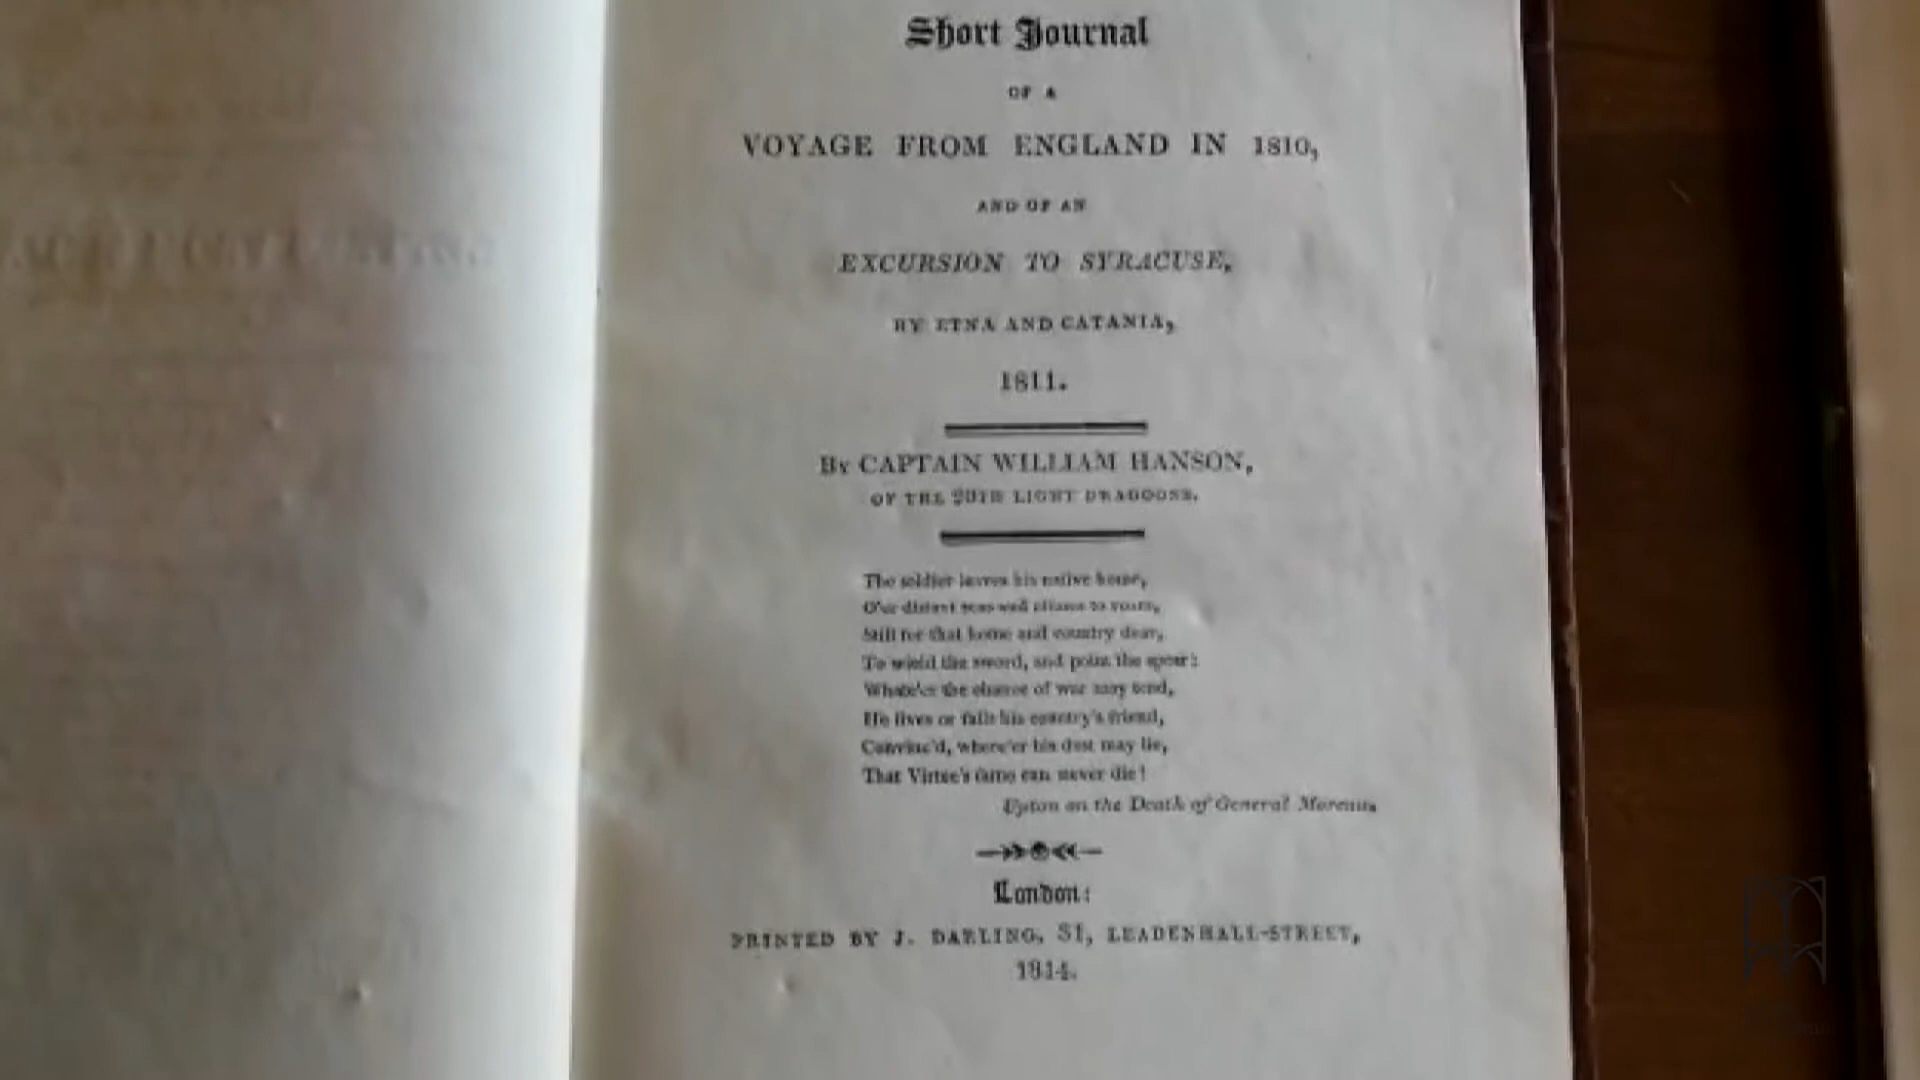 Short Journal
OF A
VOYAGE FROM ENGLAND IN 1810,
AND OF AN
EXCURSION TO SYRACUSE,
BY ETNA AND CATANIA,
1811.
By CAPTAIN WILLIAM HANSON,
OF THE 20TH LIGHT DRAGOONS.
The soldier leaves his native home,
O'er distant seas and climes to
Still for that home and country dear,
To wield the sword, and point the spear:
Whate'er the chance of war may
He lives or falls his country's friend,
Convinc'd, where'er his dust may lie,
That Virtue's fame can never die!
Upton on the Death of General Moreau.
London:
PRINTED BY J. DARLING, 31, LEADENHALL-STREET,
1814.